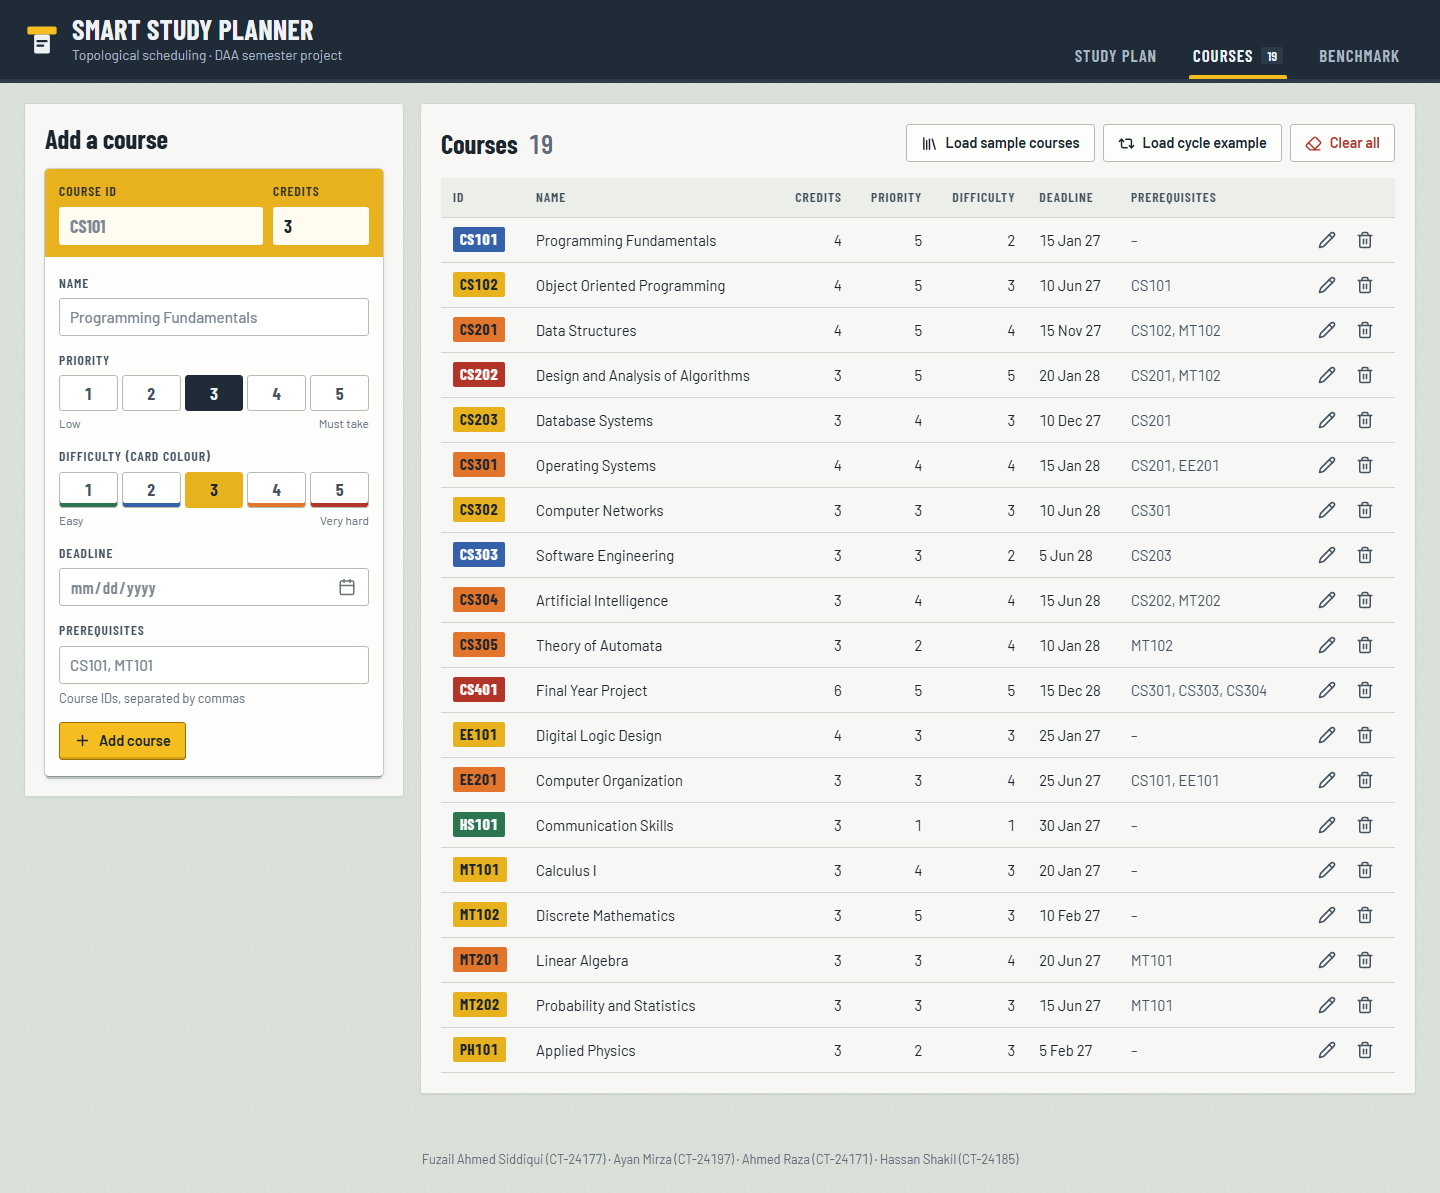 SMART STUDY PLANNER
Topological scheduling · DAA semester project
STUDY PLAN COURSES 19 BENCHMARK
Add a course
COURSE ID CREDITS
CS101 3
NAME
Programming Fundamentals
PRIORITY
1 2 3 4 5
Low Must take
DIFFICULTY (CARD COLOUR)
1 2 3 4 5
Easy Very hard
DEADLINE
mm/dd/yyyy
PREREQUISITES
CS101, MT101
Course IDs, separated by commas
Add course
Courses 19
Load sample courses Load cycle example Clear all
ID NAME CREDITS PRIORITY DIFFICULTY DEADLINE PREREQUISITES
CS101 Programming Fundamentals 4 5 2 15 Jan 27 –
CS102 Object Oriented Programming 4 5 3 10 Jun 27 CS101
CS201 Data Structures 4 5 4 15 Nov 27 CS102, MT102
CS202 Design and Analysis of Algorithms 3 5 5 20 Jan 28 CS201, MT102
CS203 Database Systems 3 4 3 10 Dec 27 CS201
CS301 Operating Systems 4 4 4 15 Jan 28 CS201, EE201
CS302 Computer Networks 3 3 3 10 Jun 28 CS301
CS303 Software Engineering 3 3 2 5 Jun 28 CS203
CS304 Artificial Intelligence 3 4 4 15 Jun 28 CS202, MT202
CS305 Theory of Automata 3 2 4 10 Jan 28 MT102
CS401 Final Year Project 6 5 5 15 Dec 28 CS301, CS303, CS304
EE101 Digital Logic Design 4 3 3 25 Jan 27 –
EE201 Computer Organization 3 3 4 25 Jun 27 CS101, EE101
HS101 Communication Skills 3 1 1 30 Jan 27 –
MT101 Calculus I 3 4 3 20 Jan 27 –
MT102 Discrete Mathematics 3 5 3 10 Feb 27 –
MT201 Linear Algebra 3 3 4 20 Jun 27 MT101
MT202 Probability and Statistics 3 3 3 15 Jun 27 MT101
PH101 Applied Physics 3 2 3 5 Feb 27 –
Fuzail Ahmed Siddiqui (CT-24177) · Ayan Mirza (CT-24197) · Ahmed Raza (CT-24171) · Hassan Shakil (CT-24185)